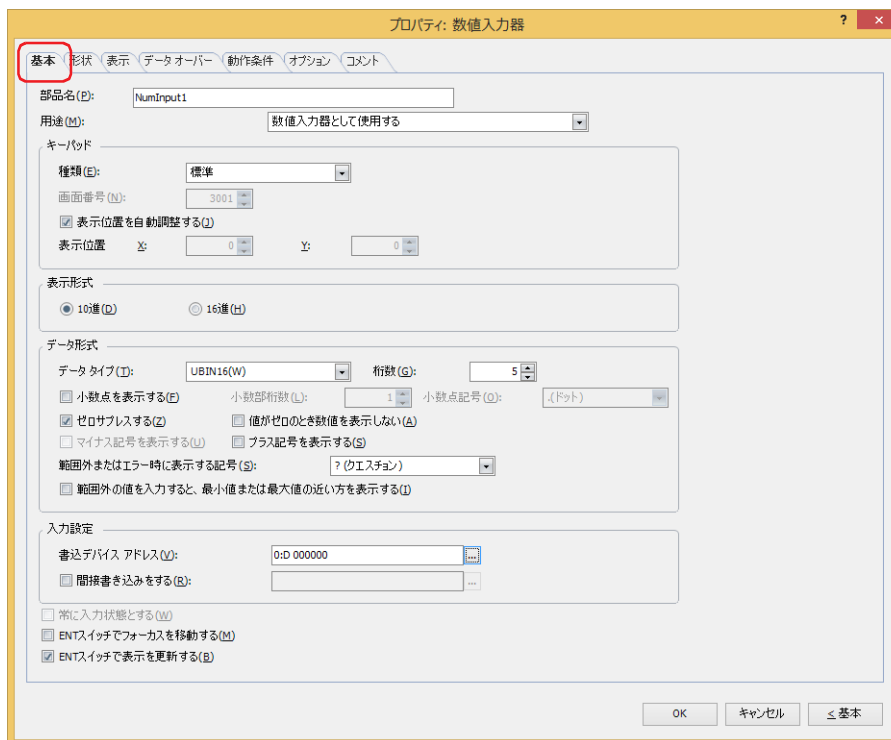 プロパティ: 数値入力器 ? ×
基本 形状 表示 データ オーバー 動作条件 オプション コメント
部品名(P): NumInput1
用途(M): 数値入力器として使用する
キーパッド
種類(E): 標準
画面番号(N): 3001
表示位置を自動調整する(J)
表示位置 X: 0 Y: 0
表示形式
10進(D) 16進(H)
データ形式
データ タイプ(T): UBIN16(W) 桁数(G): 5
小数点を表示する(F) 小数部桁数(L): 1 小数点記号(O): .(ドット)
ゼロサプレスする(Z) 値がゼロのとき数値を表示しない(A)
マイナス記号を表示する(U) プラス記号を表示する(S)
範囲外またはエラー時に表示する記号(S): ? (クエスチョン)
範囲外の値を入力すると、最小値または最大値の近い方を表示する(I)
入力設定
書込デバイス アドレス(V): 0:D 000000 ...
間接書き込みをする(R): ...
常に入力状態とする(W)
ENTスイッチでフォーカスを移動する(M)
ENTスイッチで表示を更新する(B)
OK キャンセル < 基本